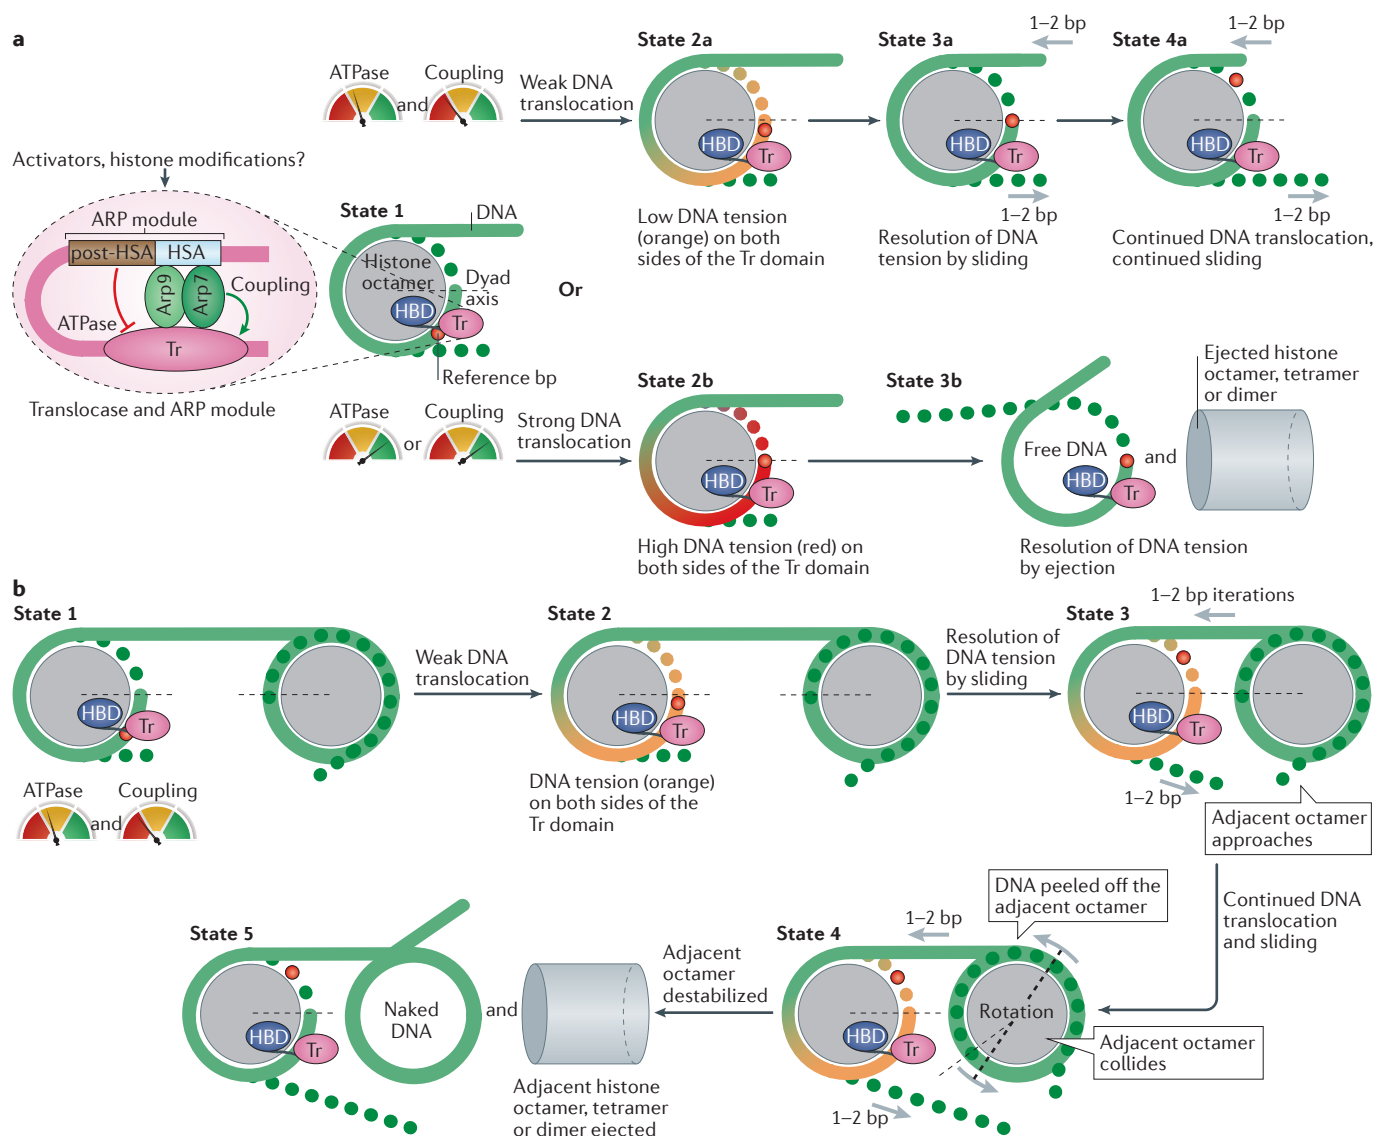 a
ATPase
and
Coupling
Weak DNA
translocation
State 2a
HBD
Tr
Low DNA tension
(orange) on both
sides of the Tr domain
State 3a
1–2 bp
HBD
Tr
1–2 bp
Resolution of DNA
tension by sliding
State 4a
1–2 bp
HBD
Tr
1–2 bp
Continued DNA translocation,
continued sliding
Activators, histone modifications?
ARP module
post-HSA
HSA
Arp9
Arp7
Coupling
ATPase
Tr
Translocase and ARP module
State 1
DNA
Histone
octamer
Dyad
axis
HBD
Tr
Reference bp
Or
ATPase
or
Coupling
Strong DNA
translocation
State 2b
HBD
Tr
High DNA tension (red) on
both sides of the Tr domain
State 3b
Free DNA
HBD
Tr
and
Ejected histone
octamer, tetramer
or dimer
Resolution of DNA tension
by ejection
b
State 1
HBD
Tr
ATPase
and
Coupling
Weak DNA
translocation
State 2
HBD
Tr
DNA tension (orange)
on both sides of the
Tr domain
Resolution of
DNA tension
by sliding
State 3
1–2 bp iterations
HBD
Tr
1–2 bp
Adjacent octamer
approaches
Continued DNA
translocation
and sliding
State 4
1–2 bp
DNA peeled off the
adjacent octamer
HBD
Tr
Rotation
1–2 bp
Adjacent octamer
collides
Adjacent
octamer
destabilized
State 5
HBD
Tr
Naked
DNA
and
Adjacent histone
octamer, tetramer
or dimer ejected